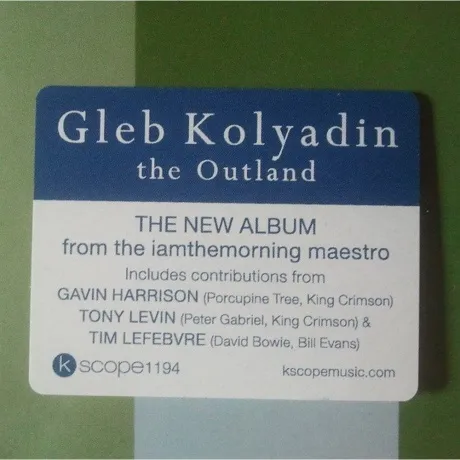 Gleb Kolyadin
the Outland
THE NEW ALBUM
from the iamthemorning maestro
Includes contributions from
GAVIN HARRISON (Porcupine Tree, King Crimson)
TONY LEVIN (Peter Gabriel, King Crimson) &
TIM LEFEBVRE (David Bowie, Bill Evans)
kscope1194 kscopemusic.com